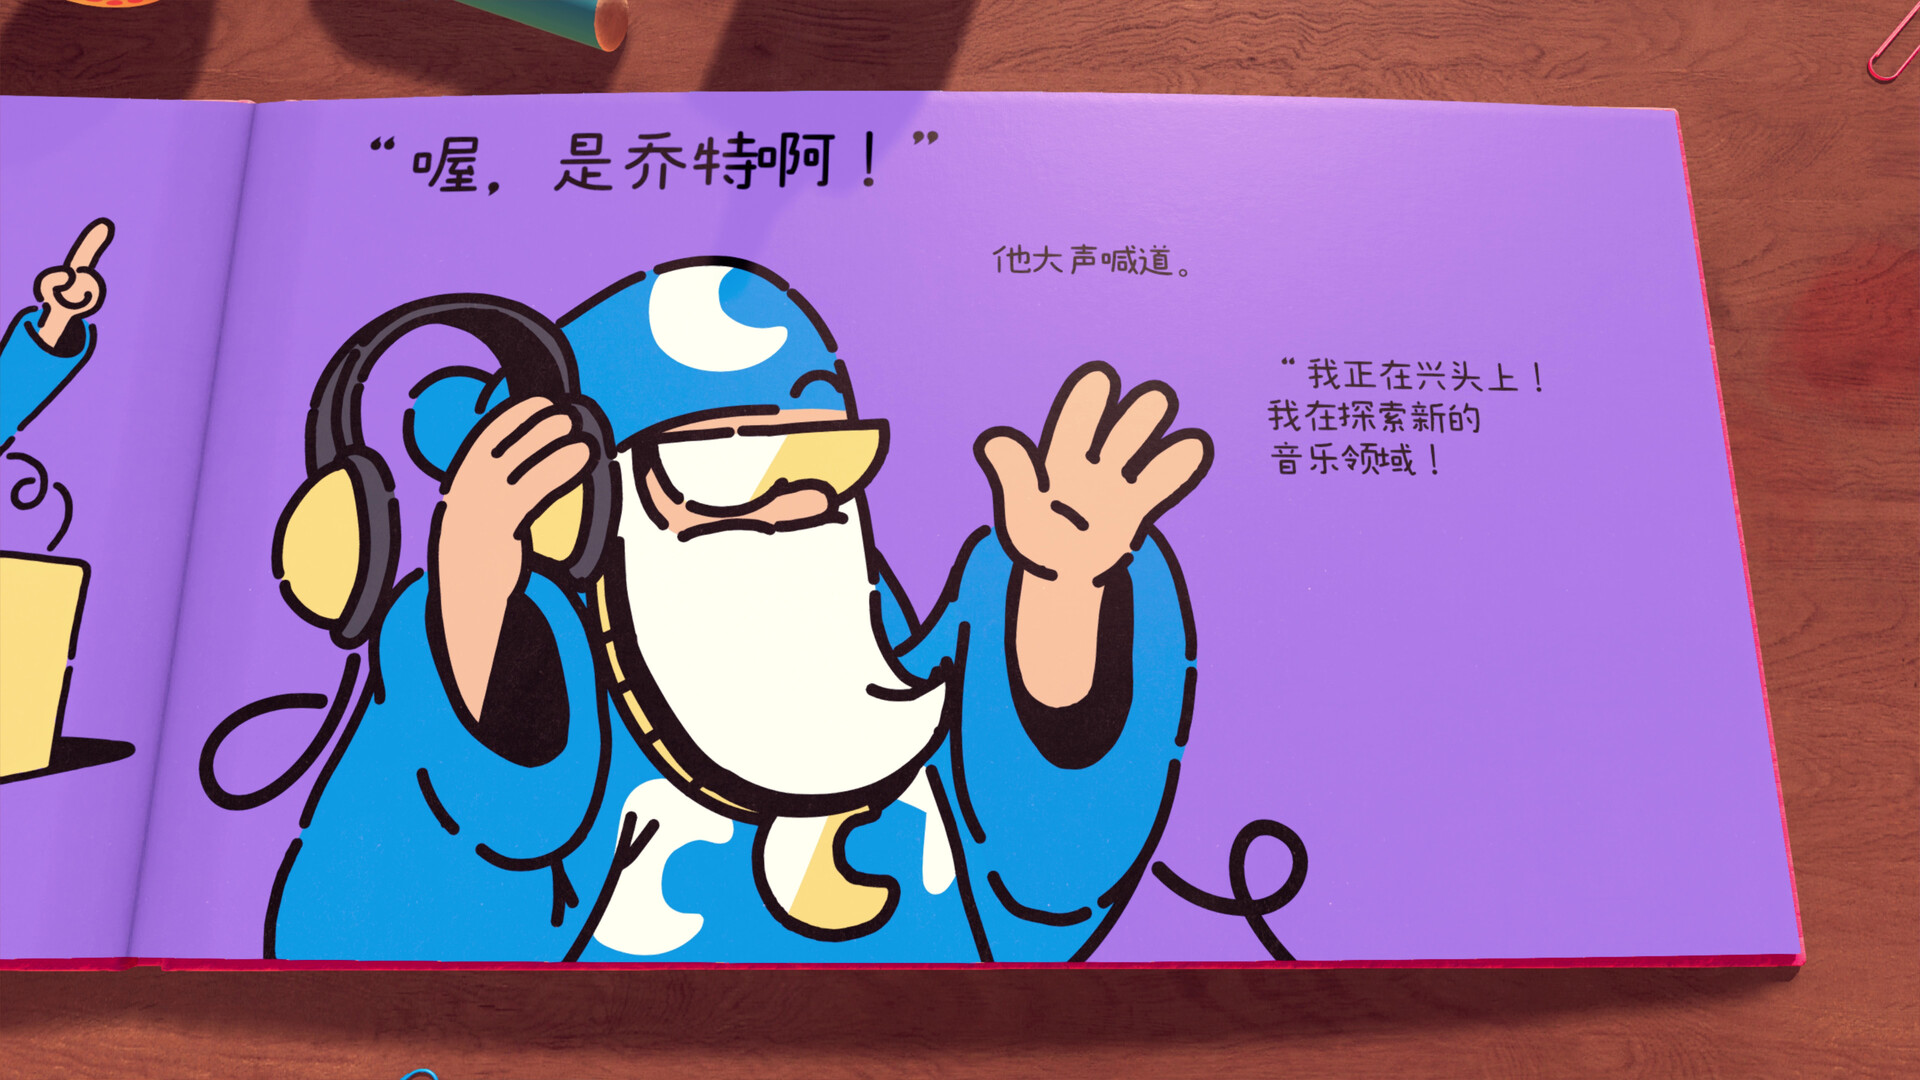 “喔，是乔特啊！”
他大声喊道。
“我正在兴头上！
我在探索新的
音乐领域！